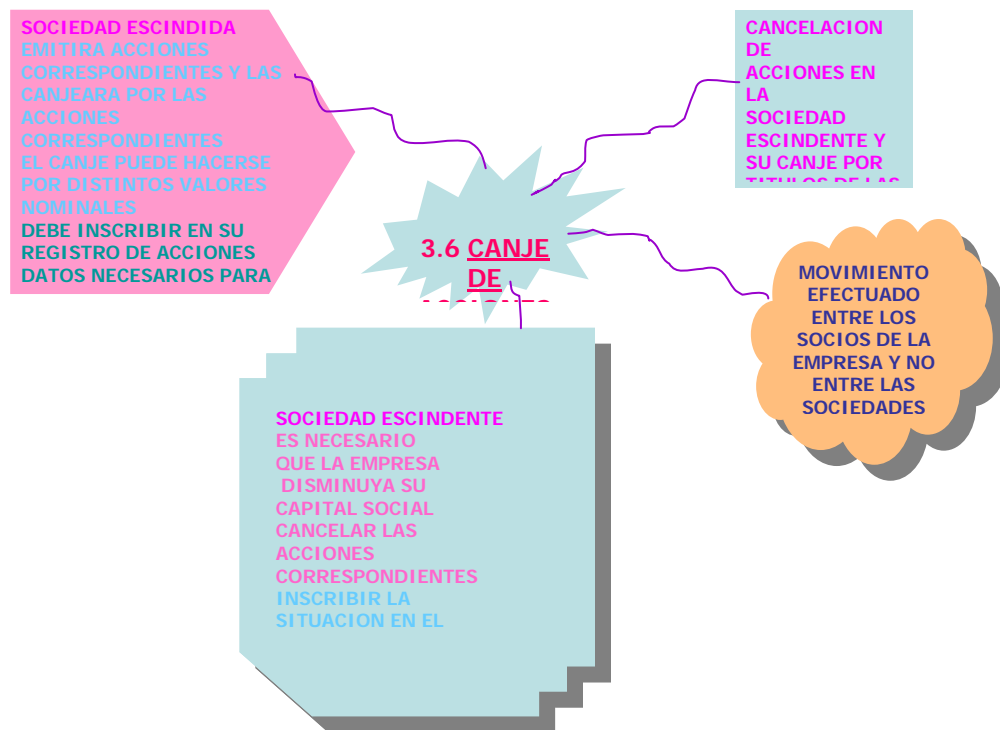 SOCIEDAD ESCINDIDA
EMITIRA ACCIONES
CORRESPONDIENTES Y LAS
CANJEARA POR LAS
ACCIONES
CORRESPONDIENTES
EL CANJE PUEDE HACERSE
POR DISTINTOS VALORES
NOMINALES
DEBE INSCRIBIR EN SU
REGISTRO DE ACCIONES
DATOS NECESARIOS PARA
CANCELACION
DE
ACCIONES EN
LA
SOCIEDAD
ESCINDENTE Y
SU CANJE POR
TITULOS DE LAS
3.6 CANJE
DE
MOVIMIENTO
EFECTUADO
ENTRE LOS
SOCIOS DE LA
EMPRESA Y NO
ENTRE LAS
SOCIEDADES
SOCIEDAD ESCINDENTE
ES NECESARIO
QUE LA EMPRESA
DISMINUYA SU
CAPITAL SOCIAL
CANCELAR LAS
ACCIONES
CORRESPONDIENTES
INSCRIBIR LA
SITUACION EN EL